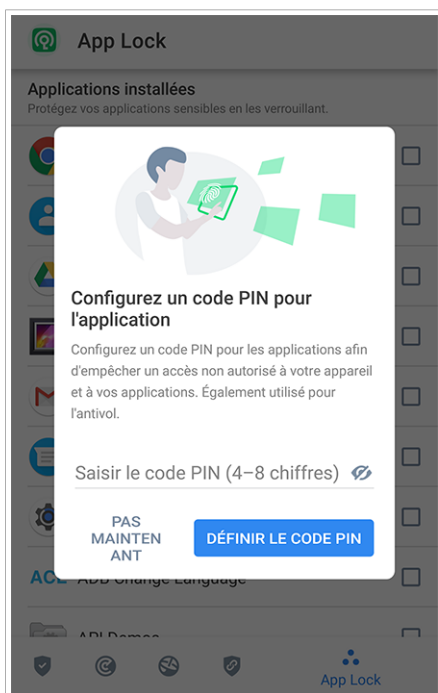 App Lock
Applications installées
Protégez vos applications sensibles en les verrouillant.
Configurez un code PIN pour
l'application
Configurez un code PIN pour les applications afin
d'empêcher un accès non autorisé à votre appareil
et à vos applications. Également utilisé pour
l'antivol.
Saisir le code PIN (4–8 chiffres)
PAS
MAINTEN
ANT
DÉFINIR LE CODE PIN
ADB Change Language
API Demos
App Lock